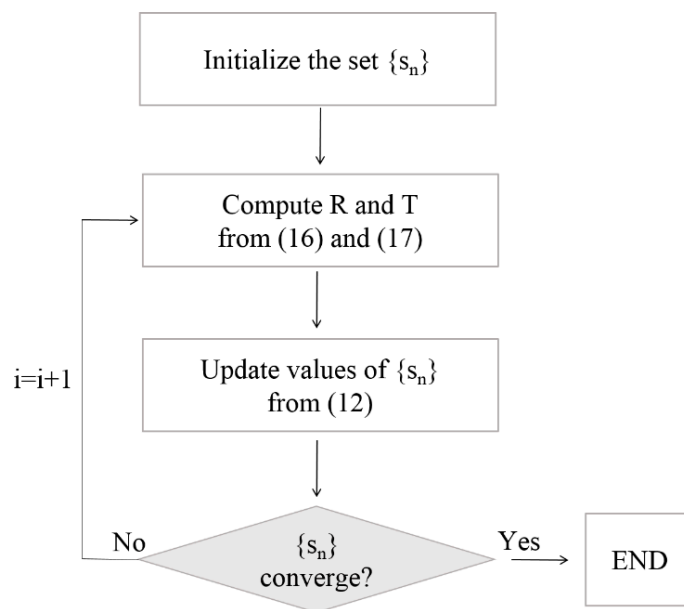 Initialize the set {sₙ}
Compute R and T
from (16) and (17)
Update values of {sₙ}
from (12)
i=i+1
No
{sₙ}
converge?
Yes
END